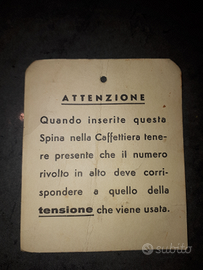 ATTENZIONE
Quando inserite questa
Spina nella Caffettiera tene-
re presente che il numero
rivolto in alto deve corri-
spondere a quello della
tensione che viene usata.
subito